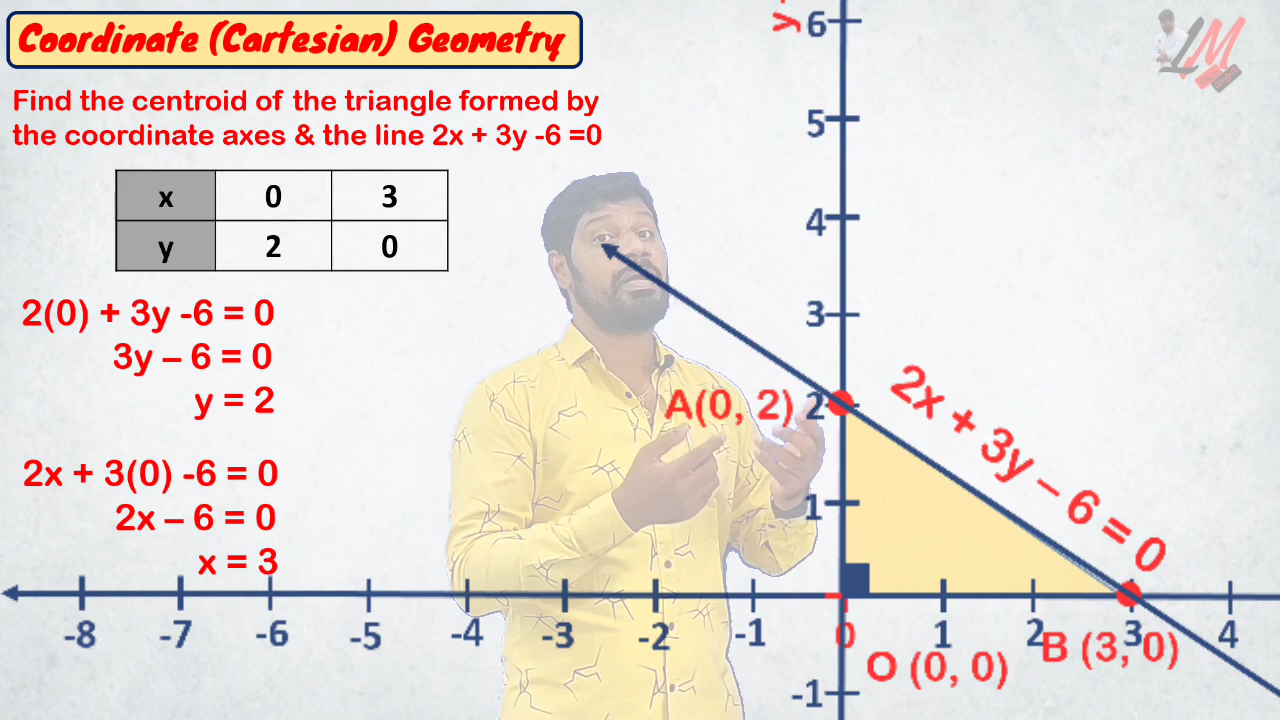 Coordinate (Cartesian) Geometry
Find the centroid of the triangle formed by
the coordinate axes & the line 2x + 3y -6 =0
x 0 3
y 2 0
2(0) + 3y -6 = 0
3y – 6 = 0
y = 2
2x + 3(0) -6 = 0
2x – 6 = 0
x = 3
y
6
5
4
3
2
1
-1
A(0, 2)
2x + 3y – 6 = 0
-8 -7 -6 -5 -4 -3 -2 -1 0 1 2 3 4
B (3, 0)
O (0, 0)
LM